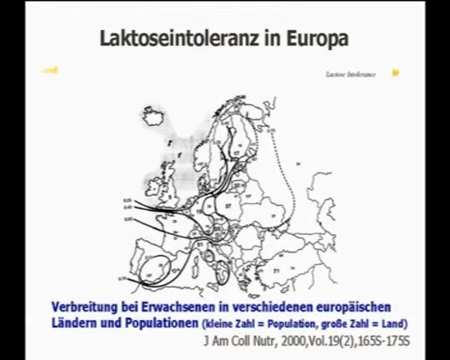 Laktoseintoleranz in Europa
Lactose Intolerance
Verbreitung bei Erwachsenen in verschiedenen europäischen
Ländern und Populationen (kleine Zahl = Population, große Zahl = Land)
J Am Coll Nutr, 2000,Vol.19(2),165S-175S